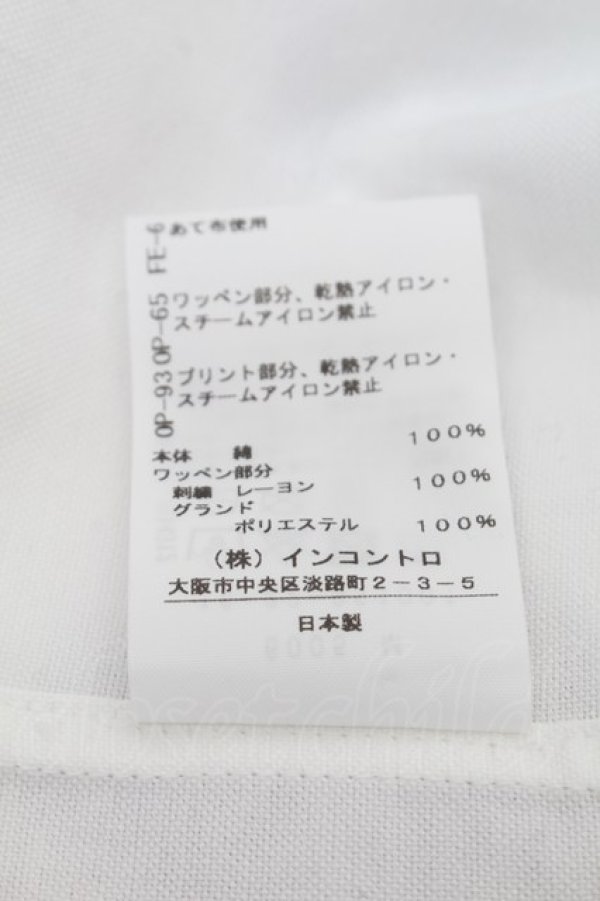 FE-6 あて布使用
OP-65 ワッペン部分、乾熱アイロン・
スチームアイロン禁止
OP-93 プリント部分、乾熱アイロン・
スチームアイロン禁止
本体 綿 100%
ワッペン部分
刺繍 レーヨン 100%
グランド
ポリエステル 100%
(株)インコントロ
大阪市中央区淡路町2-3-5
日本製